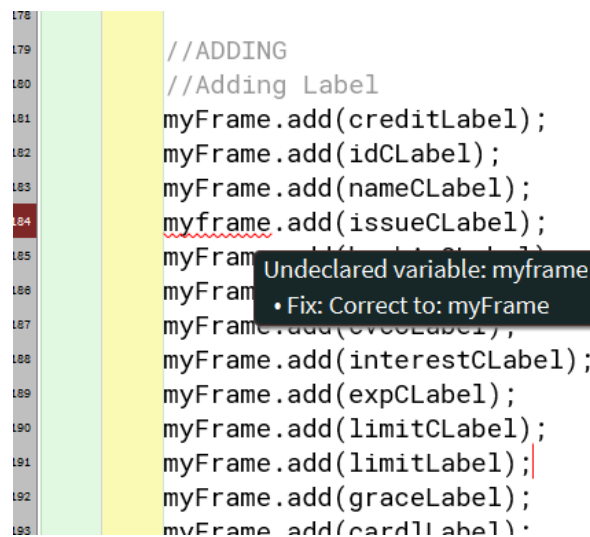 178
179 //ADDING
180 //Adding Label
181 myFrame.add(creditLabel);
182 myFrame.add(idCLabel);
183 myFrame.add(nameCLabel);
184 myframe.add(issueCLabel);
185 myFram
Undeclared variable: myframe
186 myFram
• Fix: Correct to: myFrame
187
188 myFrame.add(interestCLabel);
189 myFrame.add(expCLabel);
190 myFrame.add(limitCLabel);
191 myFrame.add(limitLabel);
192 myFrame.add(graceLabel);
193 myFrame.add(cardlLabel);